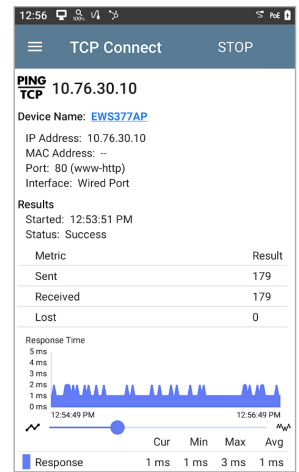 12:56 100% PoE
TCP Connect STOP
PING
TCP 10.76.30.10
Device Name: EWS377AP
IP Address: 10.76.30.10
MAC Address: --
Port: 80 (www-http)
Interface: Wired Port
Results
Started: 12:53:51 PM
Status: Success
Metric Result
Sent 179
Received 179
Lost 0
Response Time
5 ms
4 ms
3 ms
2 ms
1 ms
0 ms
12:54:49 PM 12:56:49 PM
Cur Min Max Avg
Response 1 ms 1 ms 3 ms 1 ms